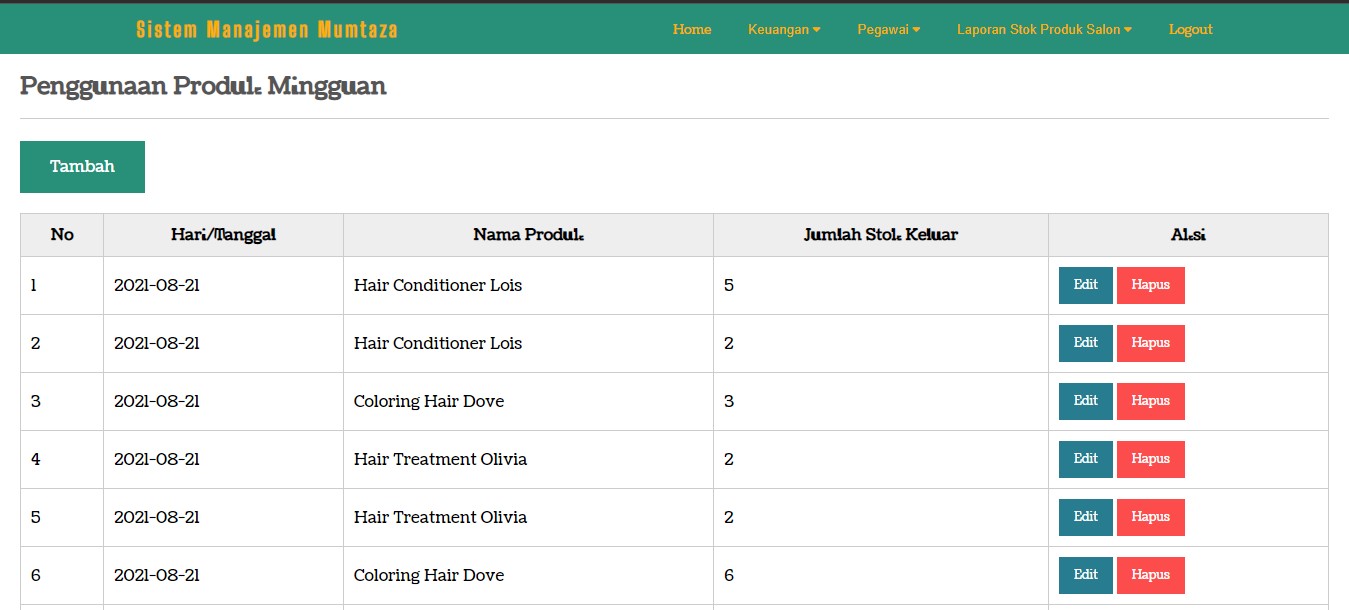 Sistem Manajemen Mumtaza Home Keuangan Pegawai Laporan Stok Produk Salon Logout
Penggunaan Produk Mingguan
Tambah
No Hari/Tanggal Nama Produk Jumlah Stok Keluar Aksi
1 2021-08-21 Hair Conditioner Lois 5 Edit Hapus
2 2021-08-21 Hair Conditioner Lois 2 Edit Hapus
3 2021-08-21 Coloring Hair Dove 3 Edit Hapus
4 2021-08-21 Hair Treatment Olivia 2 Edit Hapus
5 2021-08-21 Hair Treatment Olivia 2 Edit Hapus
6 2021-08-21 Coloring Hair Dove 6 Edit Hapus